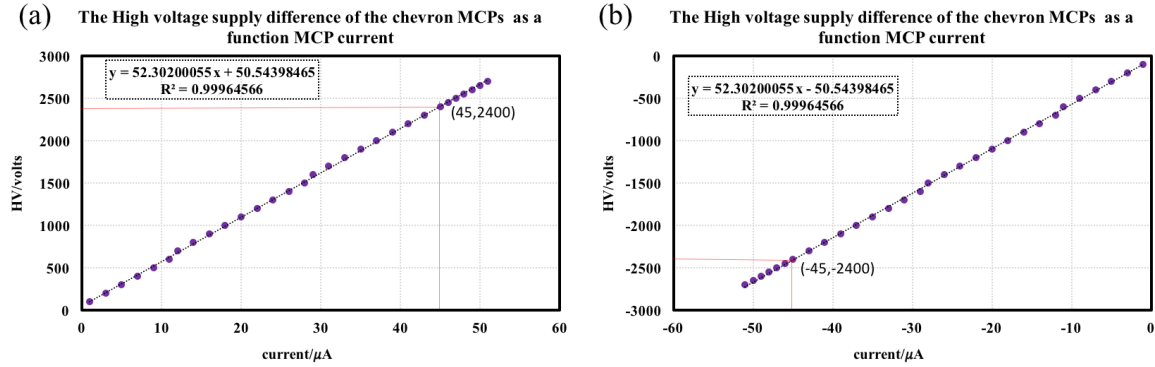 (a)
The High voltage supply difference of the chevron MCPs as a
function MCP current
3000
2500
2000
1500
1000
500
0
HV/volts
y = 52.30200055x + 50.54398465
R² = 0.99964566
(45,2400)
0 10 20 30 40 50 60
current/μA
(b)
The High voltage supply difference of the chevron MCPs as a
function MCP current
0
-500
-1000
-1500
-2000
-2500
-3000
HV/volts
y = 52.30200055x - 50.54398465
R² = 0.99964566
(-45,-2400)
-60 -50 -40 -30 -20 -10 0
current/μA